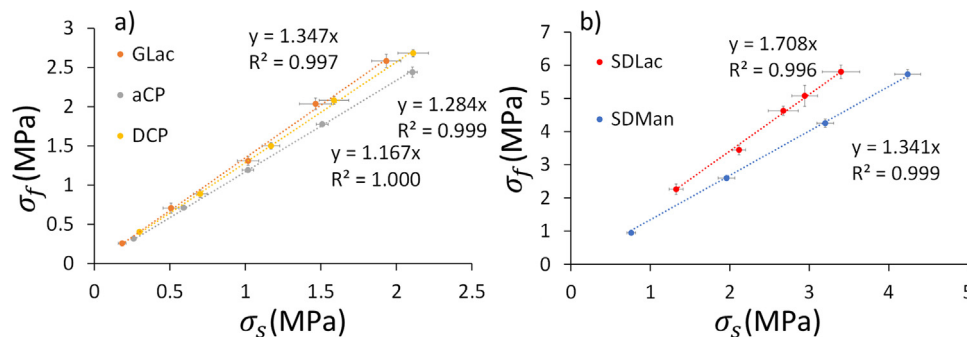 a)
GLac
aCP
DCP
y = 1.347x
R² = 0.997
y = 1.284x
R² = 0.999
y = 1.167x
R² = 1.000
3
2.5
2
1.5
1
0.5
0
0
0.5
1
1.5
2
2.5
σf (MPa)
σs (MPa)
b)
SDLac
SDMan
y = 1.708x
R² = 0.996
y = 1.341x
R² = 0.999
7
6
5
4
3
2
1
0
0
1
2
3
4
5
σf (MPa)
σs (MPa)